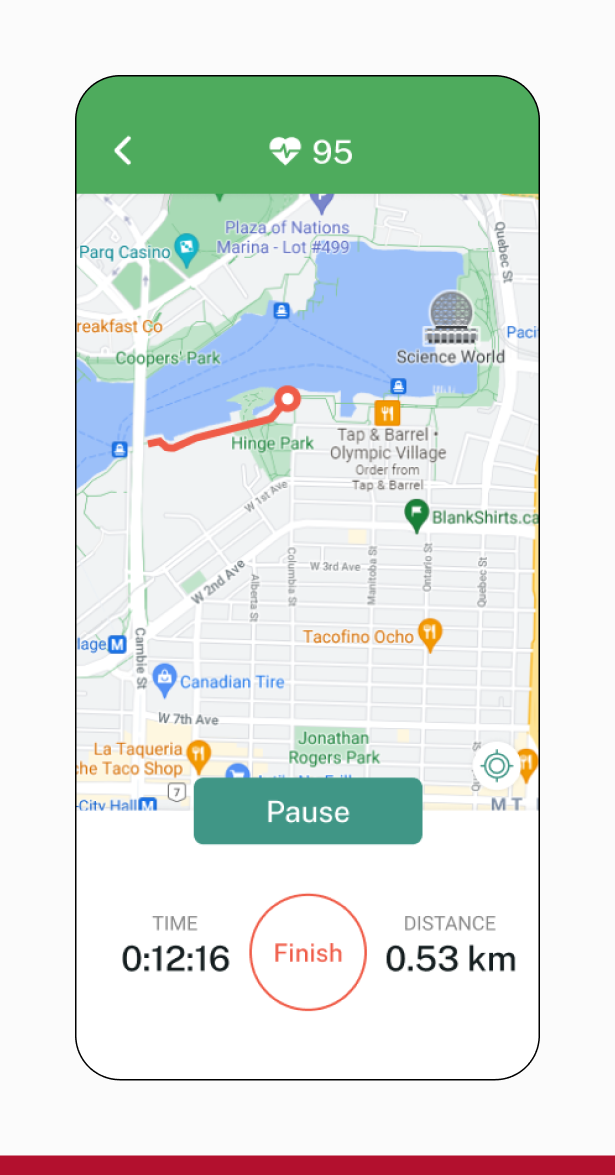 95
Quebec St
Plaza of Nations
Marina - Lot #499
Parq Casino
reakfast Co
Coopers' Park
Science World
Paci
Hinge Park
Tap & Barrel •
Olympic Village
Order from
Tap & Barrel
W 1st Ave
BlankShirts.ca
W 2nd Ave
Alberta St
Columbia St
W 3rd Ave
Manitoba St
Ontario St
Quebec St
Tacofino Ocho
lage M
Cambie St
Canadian Tire
W 7th Ave
Jonathan
Rogers Park
La Taqueria
che Taco Shop
7
City Hall M
MT
Pause
TIME
0:12:16
Finish
DISTANCE
0.53 km